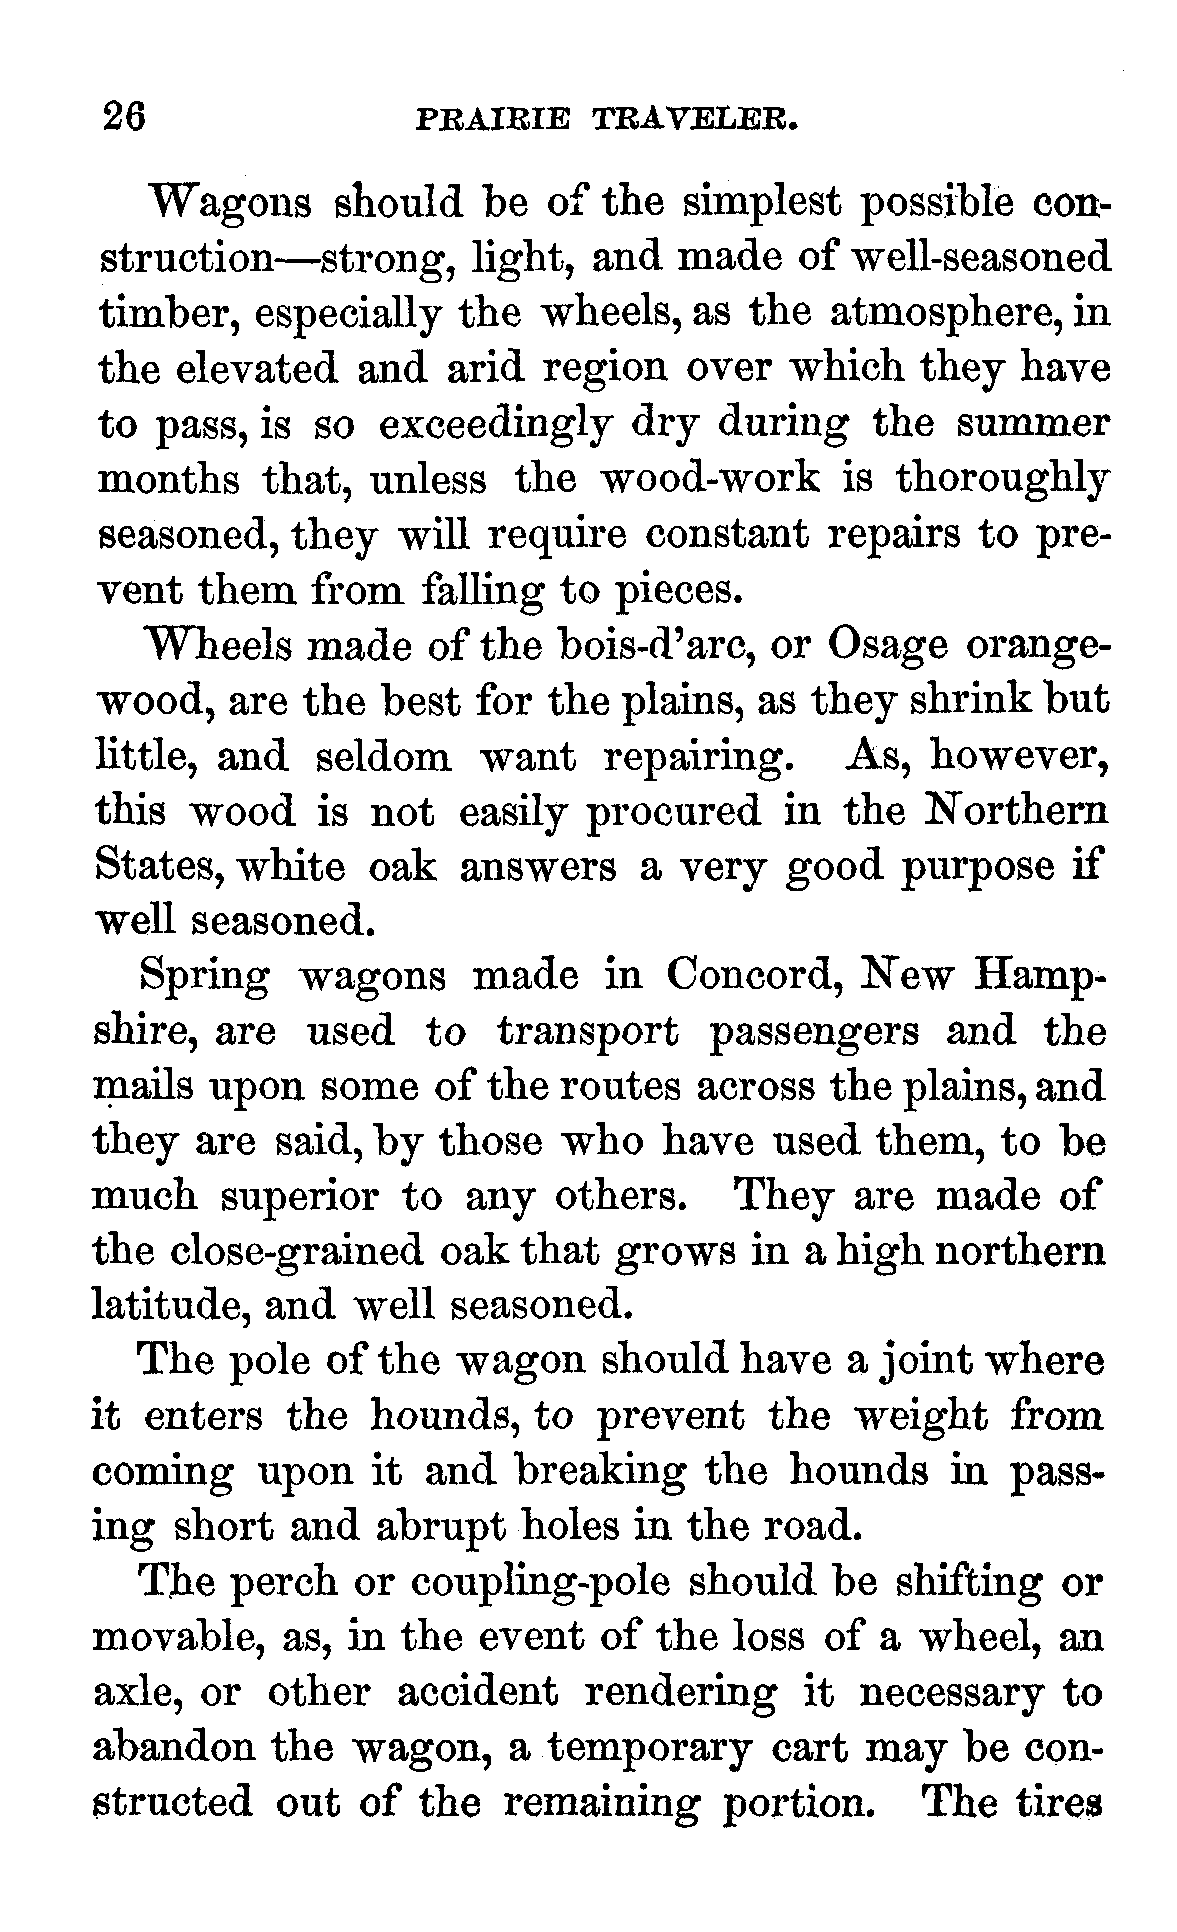 26 PRAIRIE TRAVELER.
Wagons should be of the simplest possible con-
struction—strong, light, and made of well-seasoned
timber, especially the wheels, as the atmosphere, in
the elevated and arid region over which they have
to pass, is so exceedingly dry during the summer
months that, unless the wood-work is thoroughly
seasoned, they will require constant repairs to pre-
vent them from falling to pieces.
Wheels made of the bois-d’arc, or Osage orange-
wood, are the best for the plains, as they shrink but
little, and seldom want repairing. As, however,
this wood is not easily procured in the Northern
States, white oak answers a very good purpose if
well seasoned.
Spring wagons made in Concord, New Hamp-
shire, are used to transport passengers and the
mails upon some of the routes across the plains, and
they are said, by those who have used them, to be
much superior to any others. They are made of
the close-grained oak that grows in a high northern
latitude, and well seasoned.
The pole of the wagon should have a joint where
it enters the hounds, to prevent the weight from
coming upon it and breaking the hounds in pass-
ing short and abrupt holes in the road.
The perch or coupling-pole should be shifting or
movable, as, in the event of the loss of a wheel, an
axle, or other accident rendering it necessary to
abandon the wagon, a temporary cart may be con-
structed out of the remaining portion. The tires